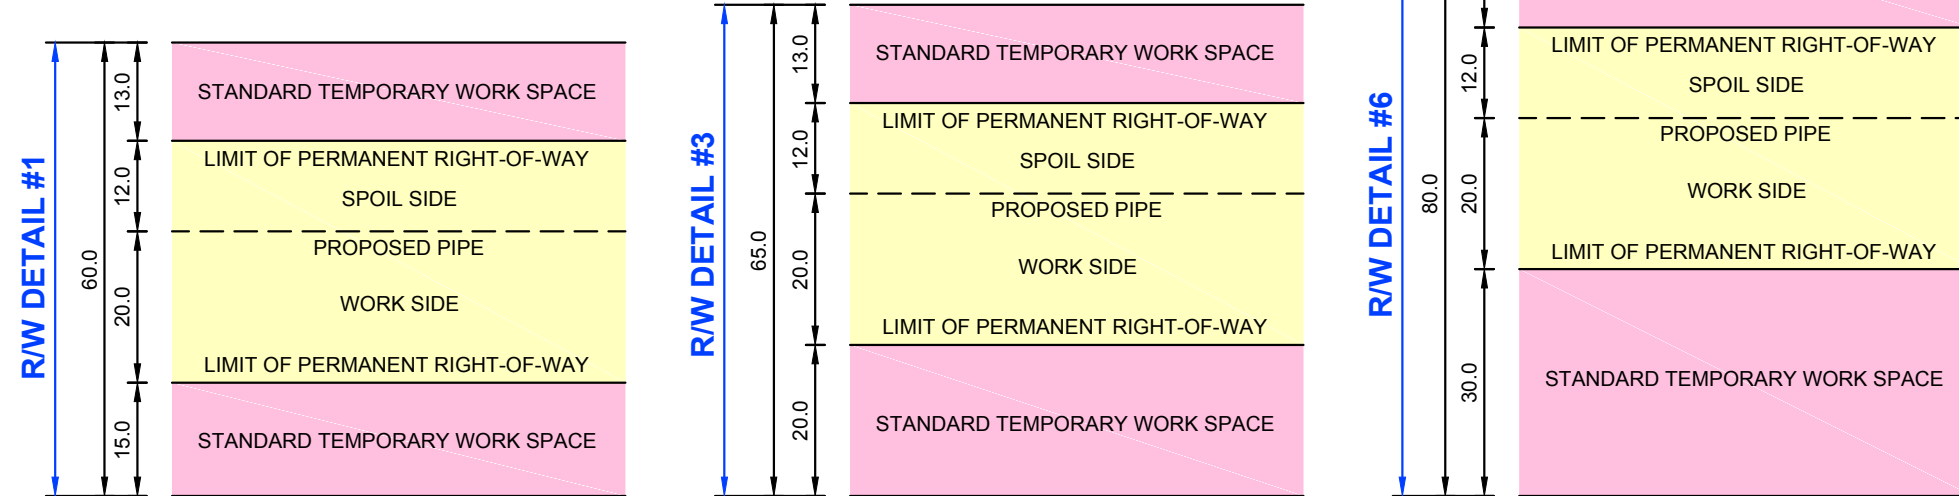 R/W DETAIL #1
60.0
13.0
12.0
20.0
15.0
STANDARD TEMPORARY WORK SPACE
LIMIT OF PERMANENT RIGHT-OF-WAY
SPOIL SIDE
PROPOSED PIPE
WORK SIDE
LIMIT OF PERMANENT RIGHT-OF-WAY
STANDARD TEMPORARY WORK SPACE
R/W DETAIL #3
65.0
13.0
12.0
20.0
20.0
STANDARD TEMPORARY WORK SPACE
LIMIT OF PERMANENT RIGHT-OF-WAY
SPOIL SIDE
PROPOSED PIPE
WORK SIDE
LIMIT OF PERMANENT RIGHT-OF-WAY
STANDARD TEMPORARY WORK SPACE
R/W DETAIL #6
80.0
12.0
20.0
30.0
LIMIT OF PERMANENT RIGHT-OF-WAY
SPOIL SIDE
PROPOSED PIPE
WORK SIDE
LIMIT OF PERMANENT RIGHT-OF-WAY
STANDARD TEMPORARY WORK SPACE